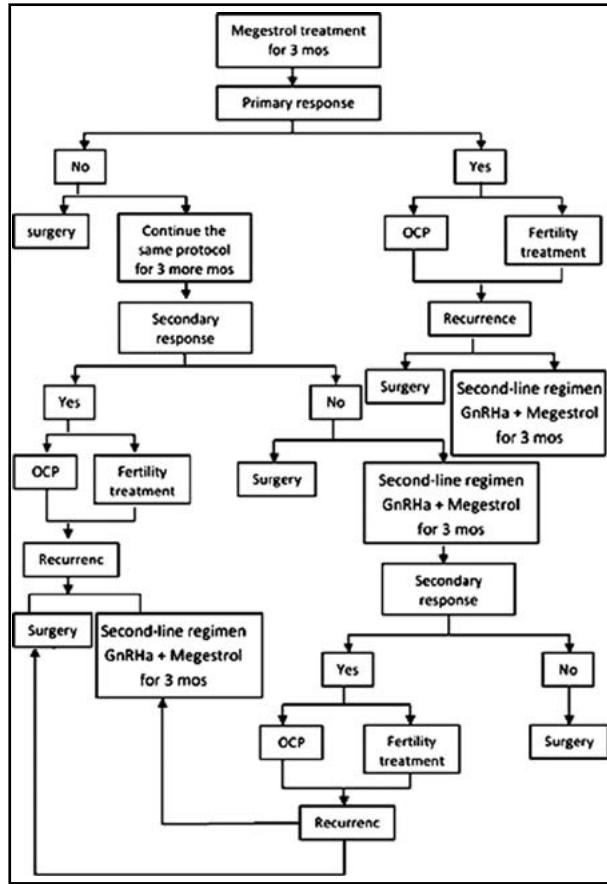 Megestrol treatment
for 3 mos
Primary response
No
Yes
surgery
Continue the
same protocol
for 3 more mos
OCP
Fertility
treatment
Secondary
response
Recurrence
Yes
No
Surgery
Second-line regimen
GnRHa + Megestrol
for 3 mos
OCP
Fertility
treatment
Surgery
Second-line regimen
GnRHa + Megestrol
for 3 mos
Recurrenc
Secondary
response
Surgery
Second-line regimen
GnRHa + Megestrol
for 3 mos
Yes
No
OCP
Fertility
treatment
Surgery
Recurrenc